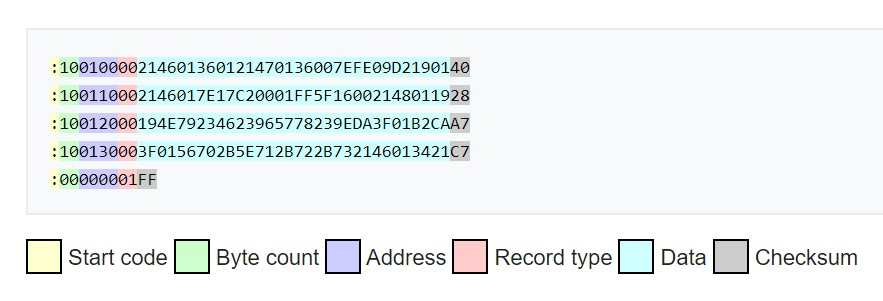 :10010000214601360121470136007EFE09D2190140
:100110002146017E17C20001FF5F16002148011928
:10012000194E79234623965778239EDA3F01B2CAA7
:100130003F0156702B5E712B722B732146013421C7
:00000001FF
Start code Byte count Address Record type Data Checksum